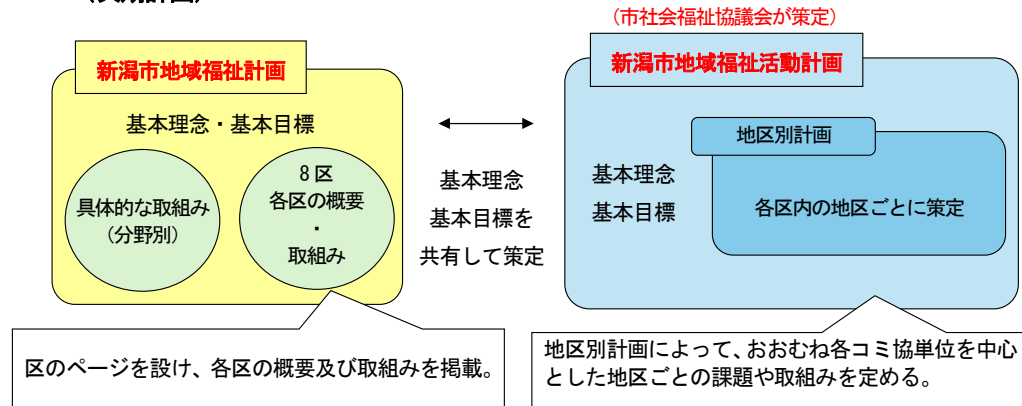 （市社会福祉協議会が策定）
新潟市地域福祉計画
基本理念・基本目標
具体的な取組み
（分野別）
8区
各区の概要
・
取組み
基本理念
基本目標を
共有して策定
新潟市地域福祉活動計画
基本理念
基本目標
地区別計画
各区内の地区ごとに策定
区のページを設け、各区の概要及び取組みを掲載。
地区別計画によって、おおむね各コミ協単位を中心
とした地区ごとの課題や取組みを定める。